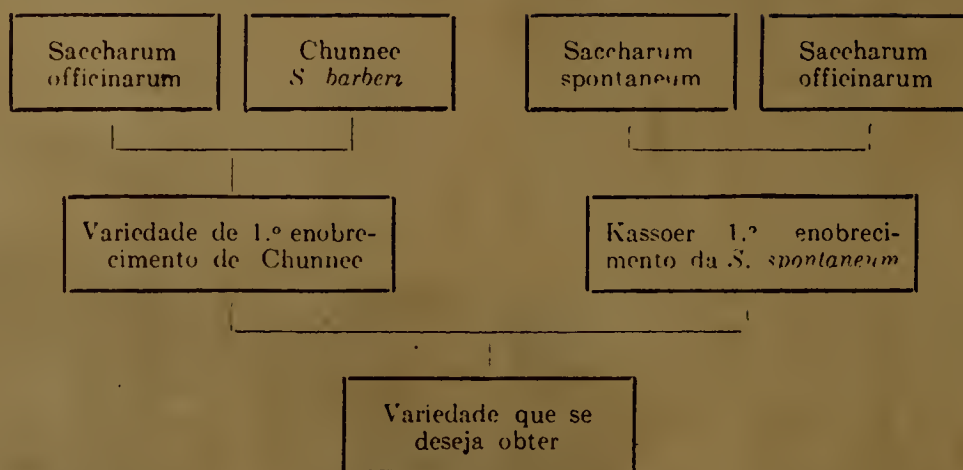 Saccharum
officinarum
Chunnee
S barberi
Saccharum
spontaneum
Saccharum
officinarum
Variedade de 1.º enobre-
cimento de Chunnee
Kassoer 1.º enobreci-
mento da S. spontaneum
Variedade que se
deseja obter